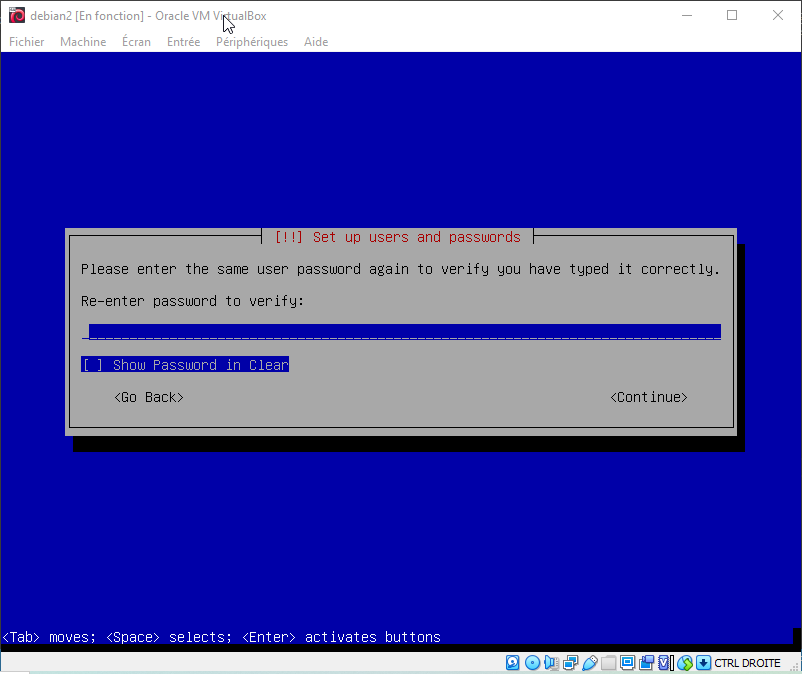 debian2 [En fonction] - Oracle VM VirtualBox
Fichier Machine Écran Entrée Périphériques Aide
[!!] Set up users and passwords
Please enter the same user password again to verify you have typed it correctly.
Re-enter password to verify:
[ ] Show Password in Clear
<Go Back> <Continue>
<Tab> moves; <Space> selects; <Enter> activates buttons
CTRL DROITE